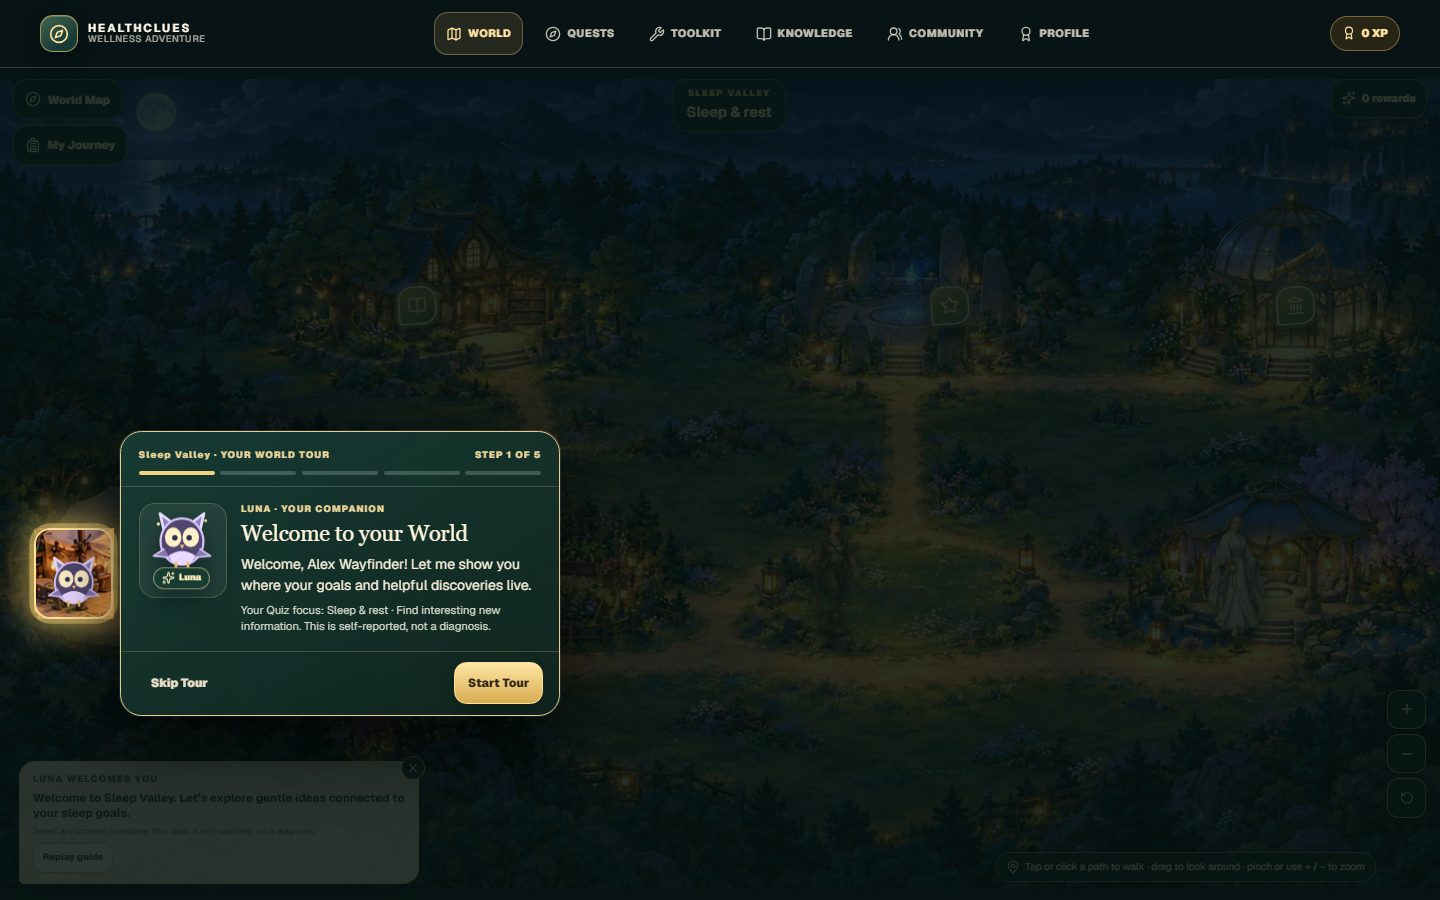 HEALTHCLUES
WELLNESS ADVENTURE
WORLD
QUESTS
TOOLKIT
KNOWLEDGE
COMMUNITY
PROFILE
0 XP
World Map
My Journey
SLEEP VALLEY
Sleep & rest
0 rewards
Sleep Valley · YOUR WORLD TOUR
STEP 1 OF 5
LUNA · YOUR COMPANION
Welcome to your World
Welcome, Alex Wayfinder! Let me show you
where your goals and helpful discoveries live.
Luna
Your Quiz focus: Sleep & rest · Find interesting new
information. This is self-reported, not a diagnosis.
Skip Tour
Start Tour
LUNA WELCOMES YOU
Welcome to Sleep Valley. Let's explore gentle ideas connected to
your sleep goals.
Select any location to explore. Your topic is self-reported, not a diagnosis.
Replay guide
Tap or click a path to walk · drag to look around · pinch or use + / − to zoom